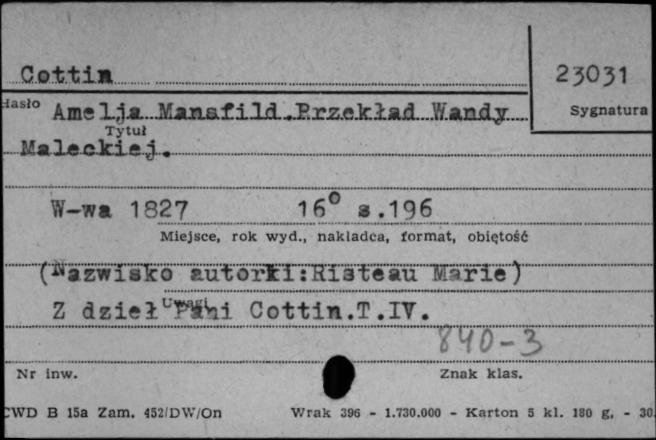 Cottin
23031
Hasło
Sygnatura
Amelja Mansfild.Przekład Wandy
Tytuł
Maleckiej.
W-wa 1827 16° s.196
Miejsce, rok wyd., nakładca, format, objętość
(Nazwisko autorki:Risteau Marie)
Uwagi
Z dzieł Pani Cottin.T.IV.
840-3
Nr inw.
Znak klas.
CWD B 15a Zam. 452/DW/On Wrak 396 - 1.730.000 - Karton 5 kl. 180 g, - 30.